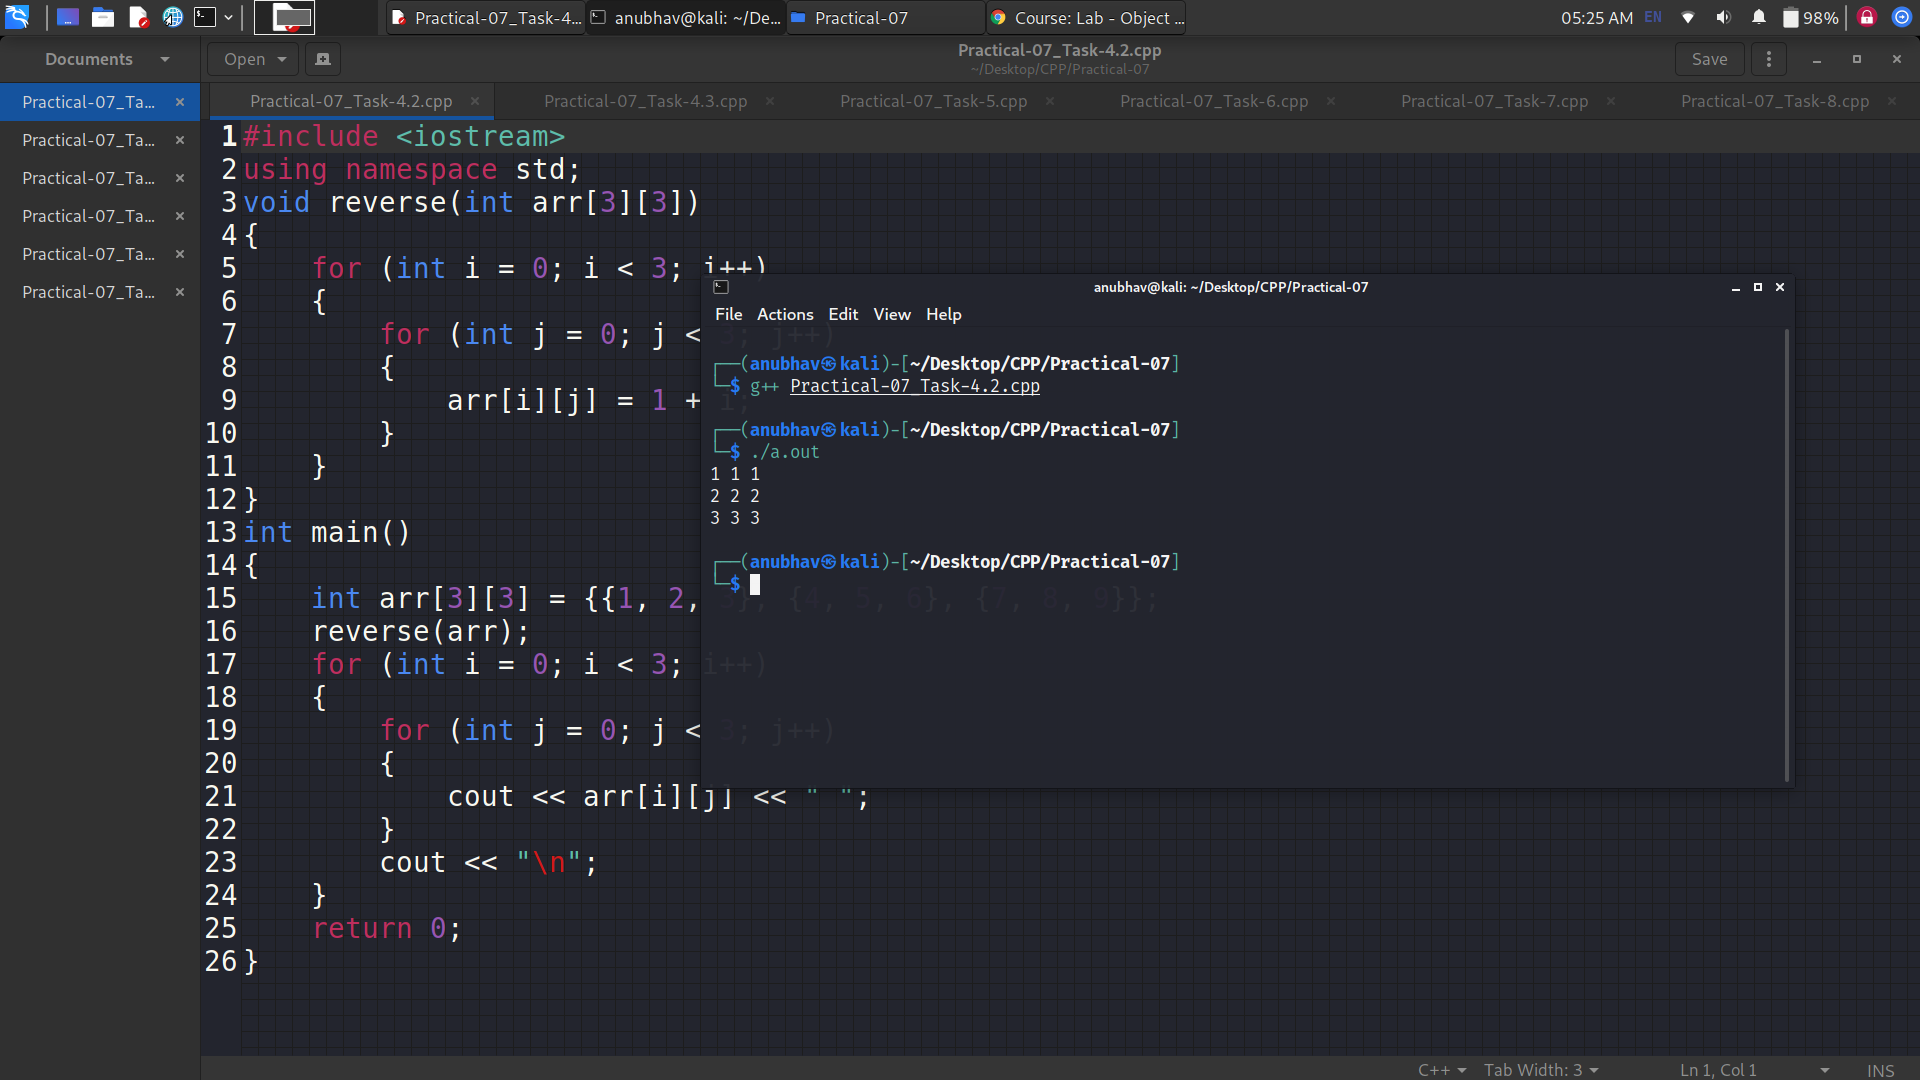 Practical-07_Task-4...
anubhav@kali: ~/De...
Practical-07
Course: Lab - Object ...
05:25 AM
EN
98%
Documents
Open
Practical-07_Task-4.2.cpp
~/Desktop/CPP/Practical-07
Save
Practical-07_Ta...
Practical-07_Ta...
Practical-07_Ta...
Practical-07_Ta...
Practical-07_Ta...
Practical-07_Ta...
Practical-07_Task-4.2.cpp
Practical-07_Task-4.3.cpp
Practical-07_Task-5.cpp
Practical-07_Task-6.cpp
Practical-07_Task-7.cpp
Practical-07_Task-8.cpp
1 #include <iostream>
2 using namespace std;
3 void reverse(int arr[3][3])
4 {
5 for (int i = 0; i < 3; i++)
6 {
7 for (int j = 0; j < 3; j++)
8 {
9 arr[i][j] = 1 + i;
10 }
11 }
12 }
13 int main()
14 {
15 int arr[3][3] = {{1, 2, 3}, {4, 5, 6}, {7, 8, 9}};
16 reverse(arr);
17 for (int i = 0; i < 3; i++)
18 {
19 for (int j = 0; j < 3; j++)
20 {
21 cout << arr[i][j] << " ";
22 }
23 cout << "\n";
24 }
25 return 0;
26 }
anubhav@kali: ~/Desktop/CPP/Practical-07
File Actions Edit View Help
┌──(anubhav㉿kali)-[~/Desktop/CPP/Practical-07]
└─$ g++ Practical-07_Task-4.2.cpp
┌──(anubhav㉿kali)-[~/Desktop/CPP/Practical-07]
└─$ ./a.out
1 1 1
2 2 2
3 3 3
┌──(anubhav㉿kali)-[~/Desktop/CPP/Practical-07]
└─$
C++
Tab Width: 3
Ln 1, Col 1
INS